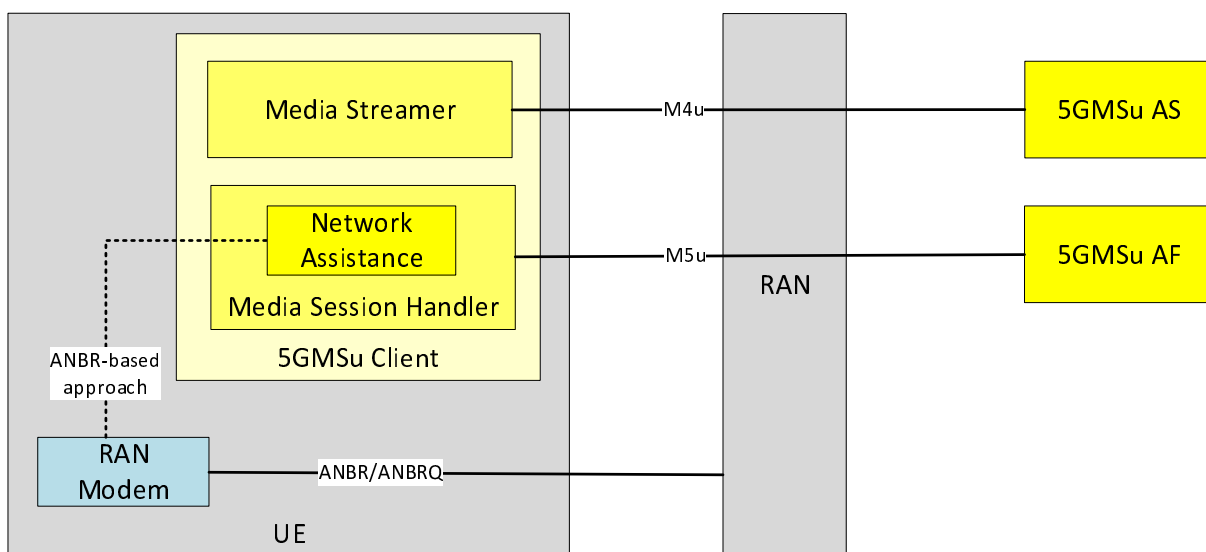 Media Streamer
M4u
5GMSu AS
Network
Assistance
M5u
5GMSu AF
RAN
Media Session Handler
5GMSu Client
ANBR-based
approach
RAN
Modem
ANBR/ANBRQ
UE